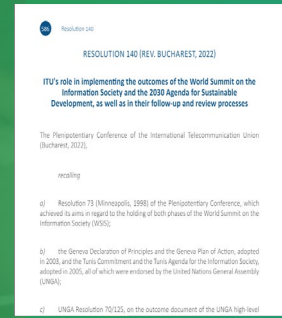 586 Resolution 140
RESOLUTION 140 (REV. BUCHAREST, 2022)
ITU's role in implementing the outcomes of the World Summit on the
Information Society and the 2030 Agenda for Sustainable
Development, as well as in their follow-up and review processes
The Plenipotentiary Conference of the International Telecommunication Union
(Bucharest, 2022),
recalling
a) Resolution 73 (Minneapolis, 1998) of the Plenipotentiary Conference, which
achieved its aims in regard to the holding of both phases of the World Summit on the
Information Society (WSIS);
b) the Geneva Declaration of Principles and the Geneva Plan of Action, adopted
in 2003, and the Tunis Commitment and the Tunis Agenda for the Information Society,
adopted in 2005, all of which were endorsed by the United Nations General Assembly
(UNGA);
c) UNGA Resolution 70/125, on the outcome document of the UNGA high-level